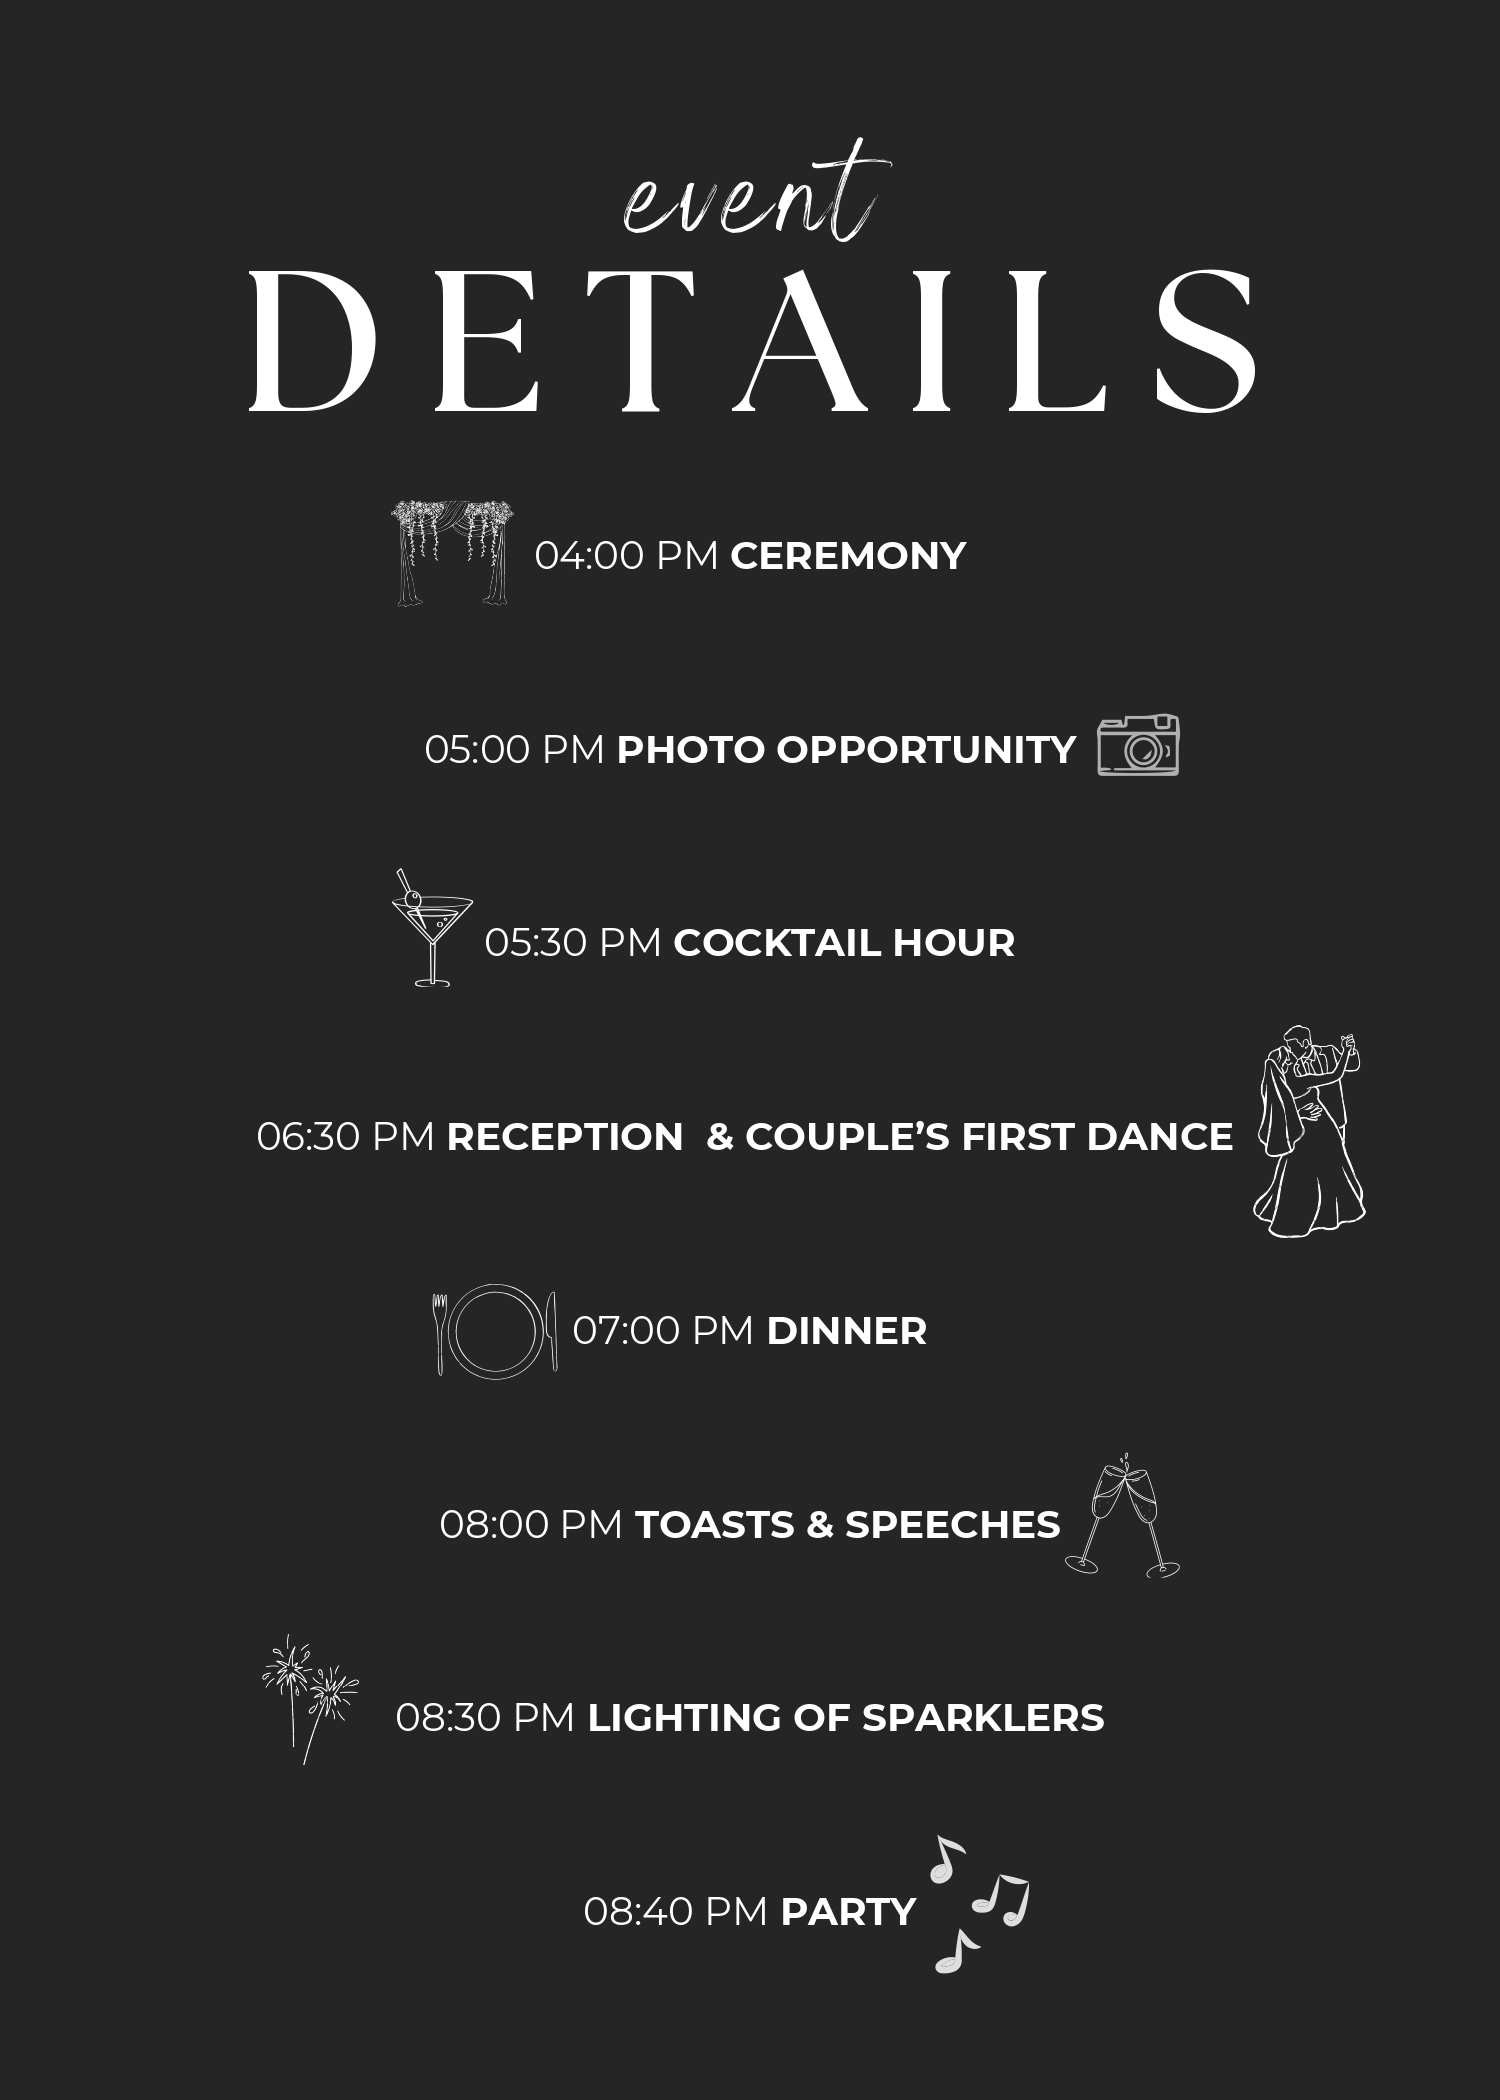 event
DETAILS
04:00 PM CEREMONY
05:00 PM PHOTO OPPORTUNITY
05:30 PM COCKTAIL HOUR
06:30 PM RECEPTION  & COUPLE’S FIRST DANCE
07:00 PM DINNER
08:00 PM TOASTS & SPEECHES
08:30 PM LIGHTING OF SPARKLERS
08:40 PM PARTY